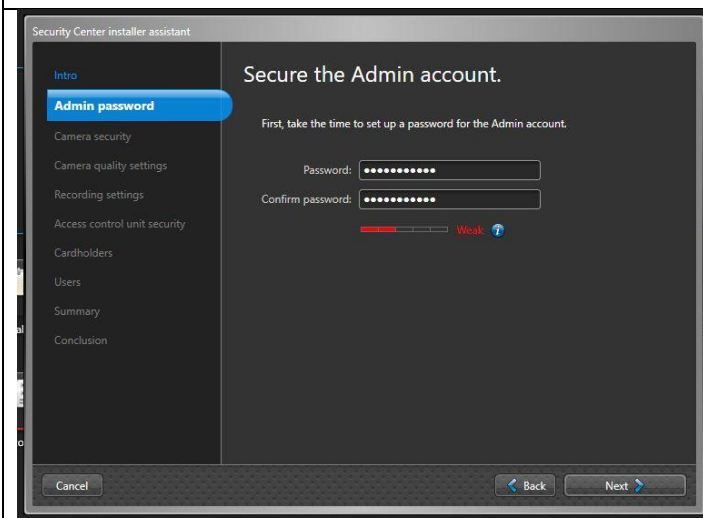 Security Center installer assistant
Intro
Admin password
Camera security
Camera quality settings
Recording settings
Access control unit security
Cardholders
Users
Summary
Conclusion
Secure the Admin account.
First, take the time to set up a password for the Admin account.
Password: •••••••••••
Confirm password: •••••••••••
Weak
Cancel
Back
Next